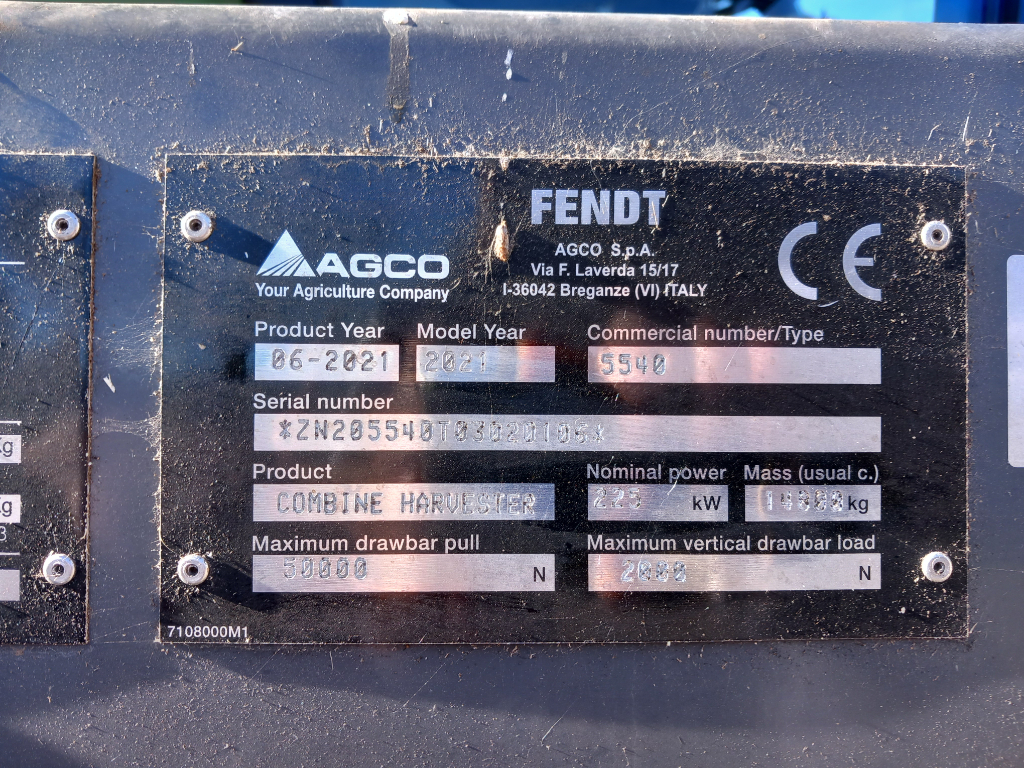 FENDT
AGCO
Your Agriculture Company
AGCO S.p.A.
Via F. Laverda 15/17
I-36042 Breganze (VI) ITALY
CE
Product Year
Model Year
Commercial number/Type
06-2021
2021
5540
Serial number
*ZN205540T03020106*
Product
Nominal power
Mass (usual c.)
COMBINE HARVESTER
kW
kg
Maximum drawbar pull
Maximum vertical drawbar load
50000 N
2000 N
7108000M1
Kg